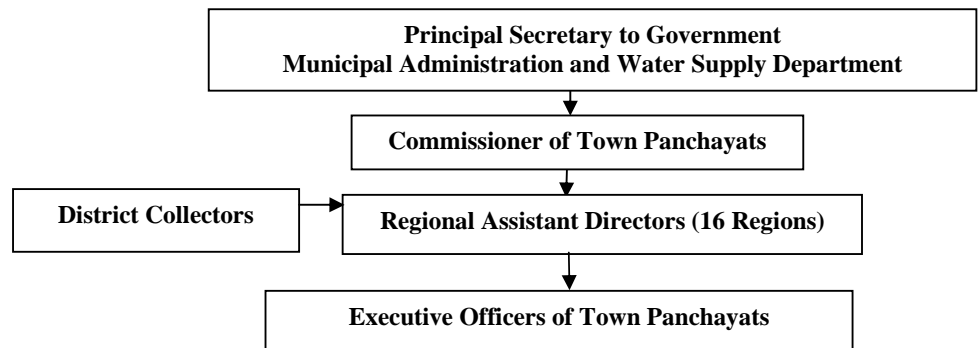 Principal Secretary to Government
Municipal Administration and Water Supply Department
Commissioner of Town Panchayats
District Collectors
Regional Assistant Directors (16 Regions)
Executive Officers of Town Panchayats